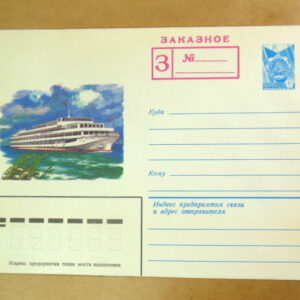 ЗАКАЗНОЕ
З №
Куда
Кому
Индекс предприятия связи
и адрес отправителя
Индекс предприятия связи места назначения